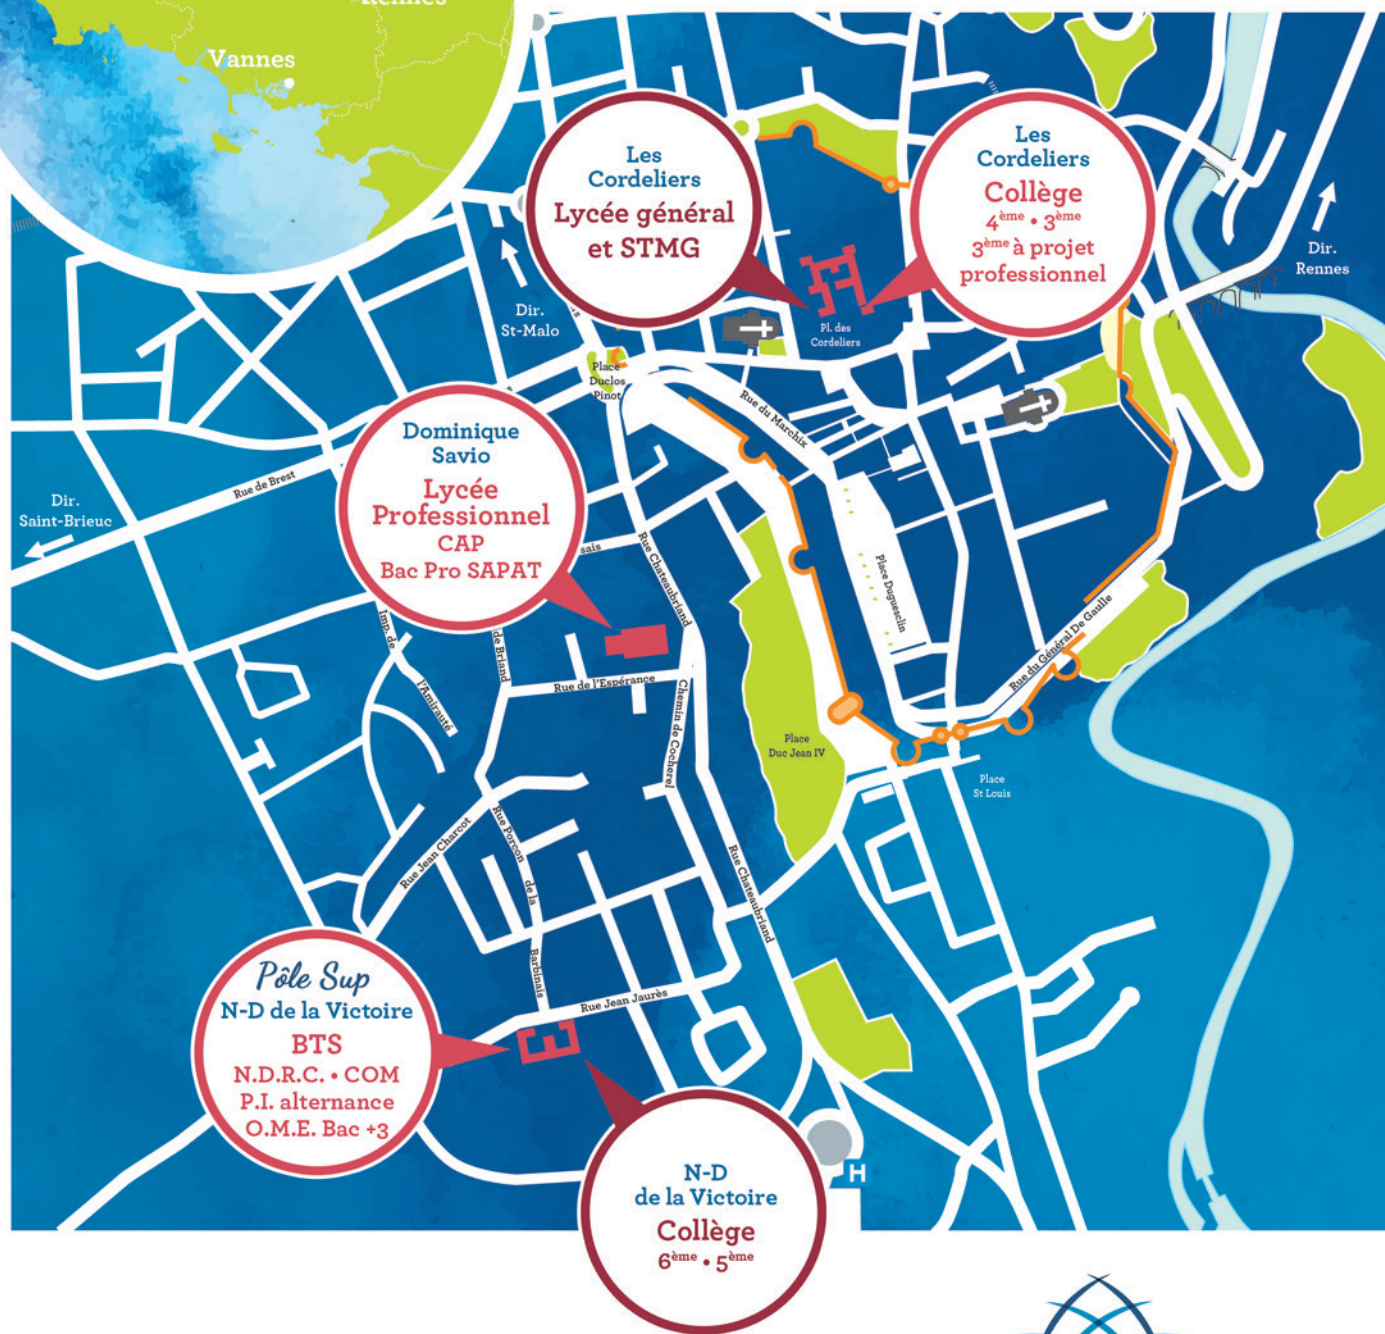 Rennes
Vannes
Les
Cordeliers
Lycée général
et STMG
Les
Cordeliers
Collège
4ème • 3ème
3ème à projet
professionnel
Dir.
Rennes
Dir.
St-Malo
Pl. des
Cordeliers
Place
Duclos
Pinot
Rue du Marchix
Dominique
Savio
Lycée
Professionnel
CAP
Bac Pro SAPAT
Rue de Brest
Dir.
Saint-Brieuc
sais
Rue Chateaubriand
Place Duguesclin
Rue du Général De Gaulle
Imp. de
l'Amirauté
de Briand
Rue de l'Espérance
Chemin de Cocherel
Place
Duc Jean IV
Place
St Louis
Rue Jean Charcot
Rue Porcon de la Barbinais
Rue Chateaubriand
Rue Jean Jaurès
Pôle Sup
N-D de la Victoire
BTS
N.D.R.C. • COM
P.I. alternance
O.M.E. Bac +3
H
N-D
de la Victoire
Collège
6ème • 5ème